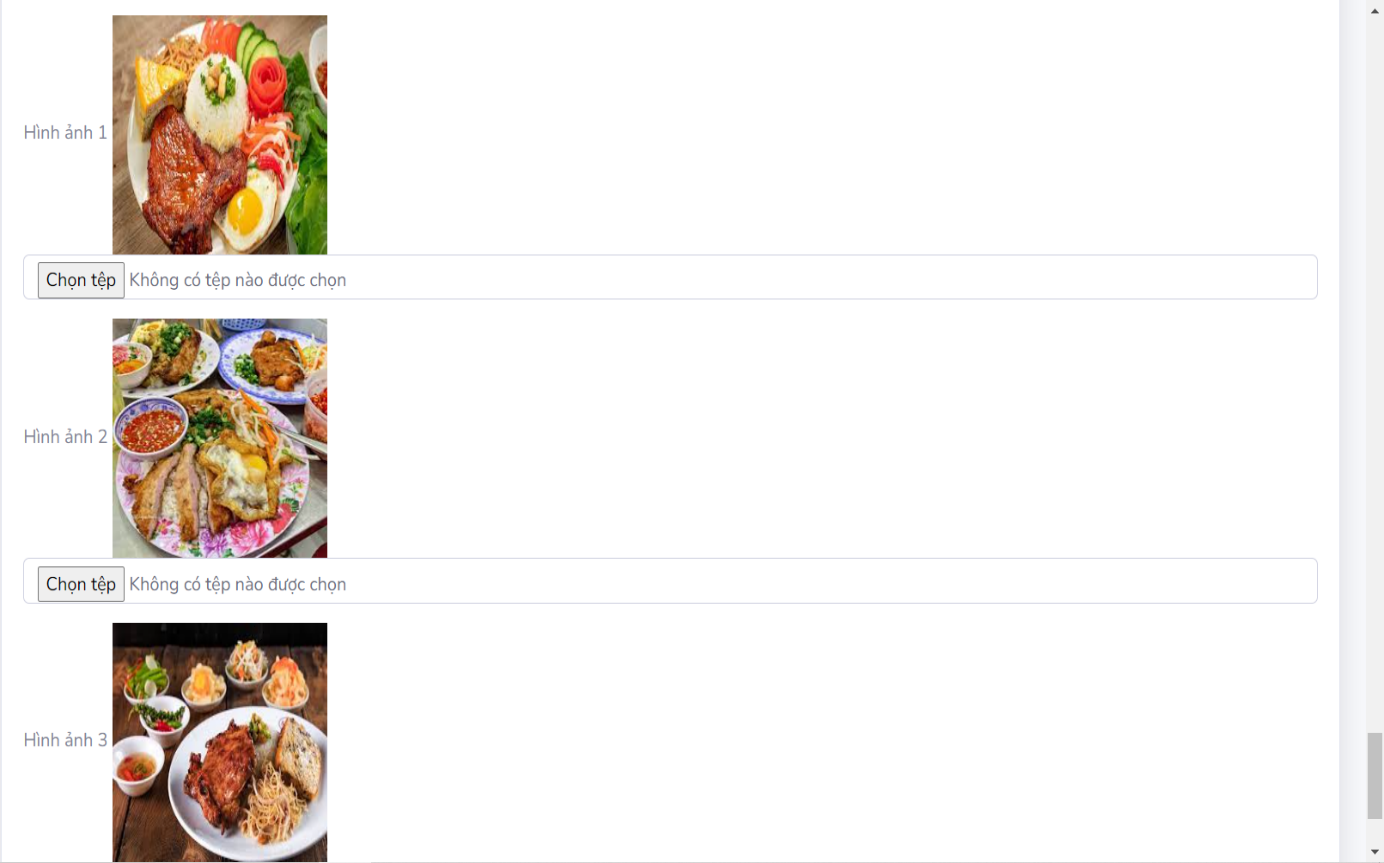 Hình ảnh 1
Chọn tệp Không có tệp nào được chọn
Hình ảnh 2
Chọn tệp Không có tệp nào được chọn
Hình ảnh 3